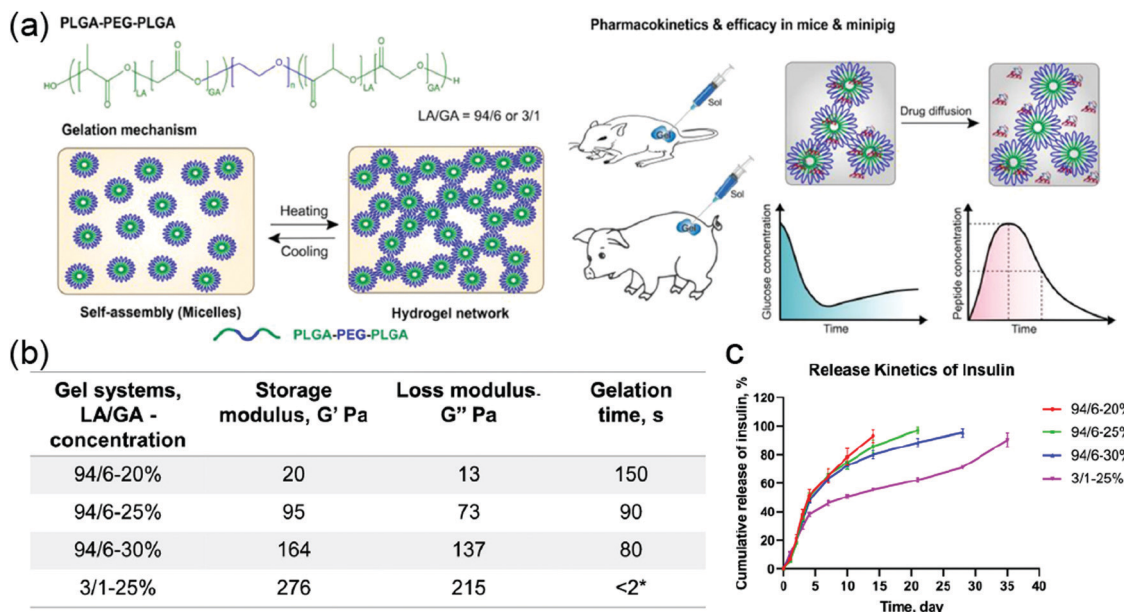 (a)
PLGA-PEG-PLGA
HO
O
O
O
O
LA
GA
O
n
O
O
O
O
LA
GA
H
LA/GA = 94/6 or 3/1
Gelation mechanism
Heating
Cooling
Self-assembly (Micelles)
Hydrogel network
PLGA-PEG-PLGA
Pharmacokinetics & efficacy in mice & minipig
Sol
Gel
Sol
Gel
Drug diffusion
Glucose concentration
Time
Peptide concentration
Time
(b)
Gel systems, LA/GA - concentration
Storage modulus, G' Pa
Loss modulus- G'' Pa
Gelation time, s
94/6-20% 20 13 150
94/6-25% 95 73 90
94/6-30% 164 137 80
3/1-25% 276 215 <2*
c
Release Kinetics of Insulin
Cumulative release of insulin, %
120
100
80
60
40
20
0
0 5 10 15 20 25 30 35 40
Time, day
94/6-20%
94/6-25%
94/6-30%
3/1-25%